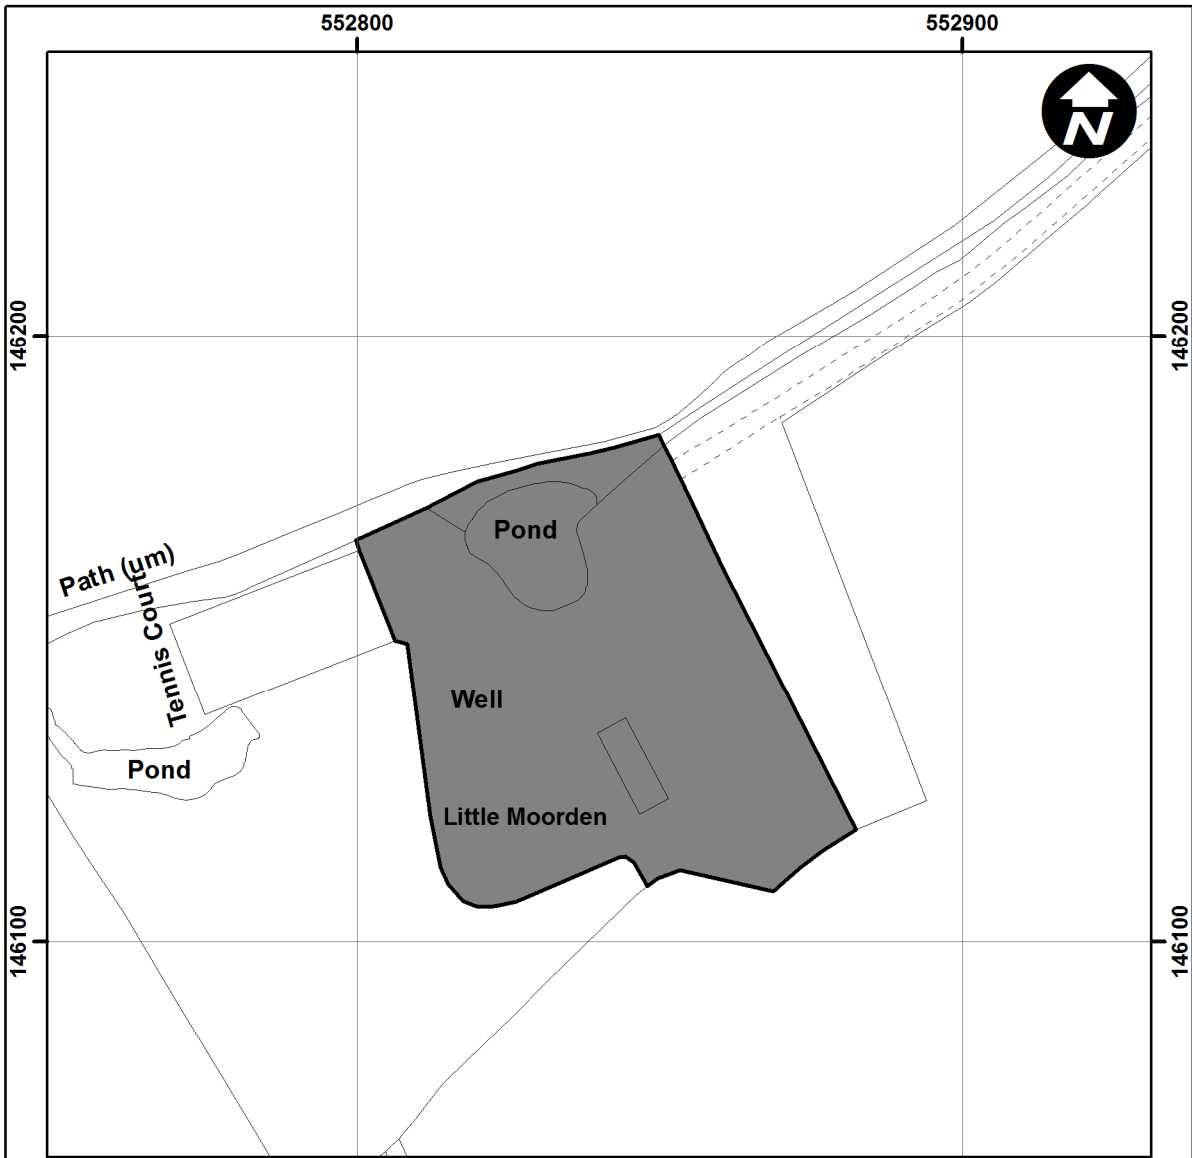 552800
552900
N
146200
146200
Pond
Path (um)
Tennis Court
Well
Pond
Little Moorden
146100
146100